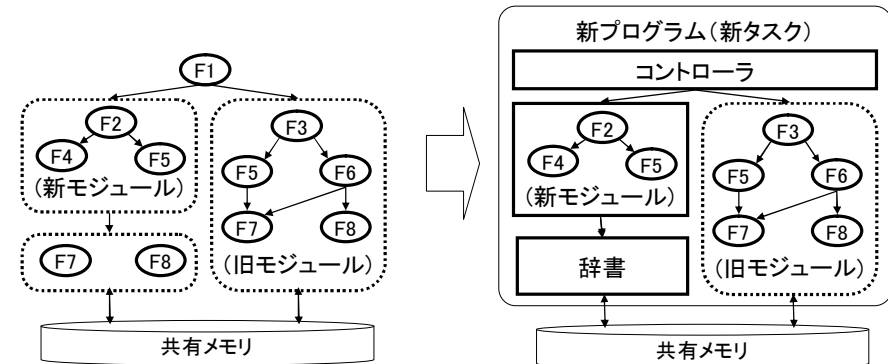 F1
F2
F4
F5
(新モジュール)
F7
F8
F3
F5
F6
F7
F8
(旧モジュール)
共有メモリ
新プログラム(新タスク)
コントローラ
F2
F4
F5
(新モジュール)
辞書
F3
F5
F6
F7
F8
(旧モジュール)
共有メモリ